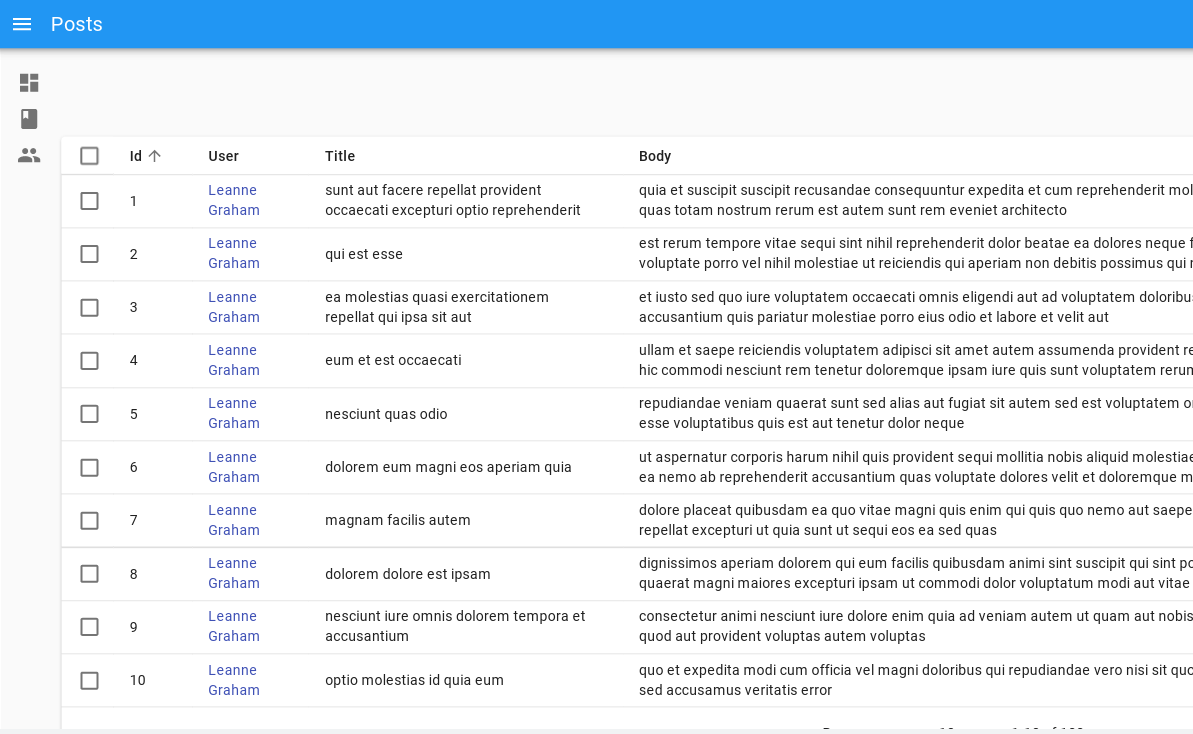 Posts
Id User Title Body
1 Leanne Graham sunt aut facere repellat provident occaecati excepturi optio reprehenderit quia et suscipit suscipit recusandae consequuntur expedita et cum reprehenderit quas totam nostrum rerum est autem sunt rem eveniet architecto
2 Leanne Graham qui est esse est rerum tempore vitae sequi sint nihil reprehenderit dolor beatae ea dolores neque voluptate porro vel nihil molestiae ut reiciendis qui aperiam non debitis possimus qui
3 Leanne Graham ea molestias quasi exercitationem repellat qui ipsa sit aut et iusto sed quo iure voluptatem occaecati omnis eligendi aut ad voluptatem accusantium quis pariatur molestiae porro eius odio et labore et velit aut
4 Leanne Graham eum et est occaecati ullam et saepe reiciendis voluptatem adipisci sit amet autem assumenda provident hic commodi nesciunt rem tenetur doloremque ipsam iure quis sunt voluptatem rerum
5 Leanne Graham nesciunt quas odio repudiandae veniam quaerat sunt sed alias aut fugiat sit autem sed est voluptatem esse voluptatibus quis est aut tenetur dolor neque
6 Leanne Graham dolorem eum magni eos aperiam quia ut aspernatur corporis harum nihil quis provident sequi mollitia nobis aliquid molestiae ea nemo ab reprehenderit accusantium quas voluptate dolores velit et doloremque
7 Leanne Graham magnam facilis autem dolore placeat quibusdam ea quo vitae magni quis enim qui quis quo nemo aut saepe repellat excepturi ut quia sunt ut sequi eos ea sed quas
8 Leanne Graham dolorem dolore est ipsam dignissimos aperiam dolorem qui eum facilis quibusdam animi sint suscipit qui sint quaerat magni maiores excepturi ipsam ut commodi dolor voluptatum modi aut vitae
9 Leanne Graham nesciunt iure omnis dolorem tempora et accusantium consectetur animi nesciunt iure dolore enim quia ad veniam autem ut quam aut nobis quod aut provident voluptas autem voluptas
10 Leanne Graham optio molestias id quia eum quo et expedita modi cum officia vel magni doloribus qui repudiandae vero nisi sit sed accusamus veritatis error